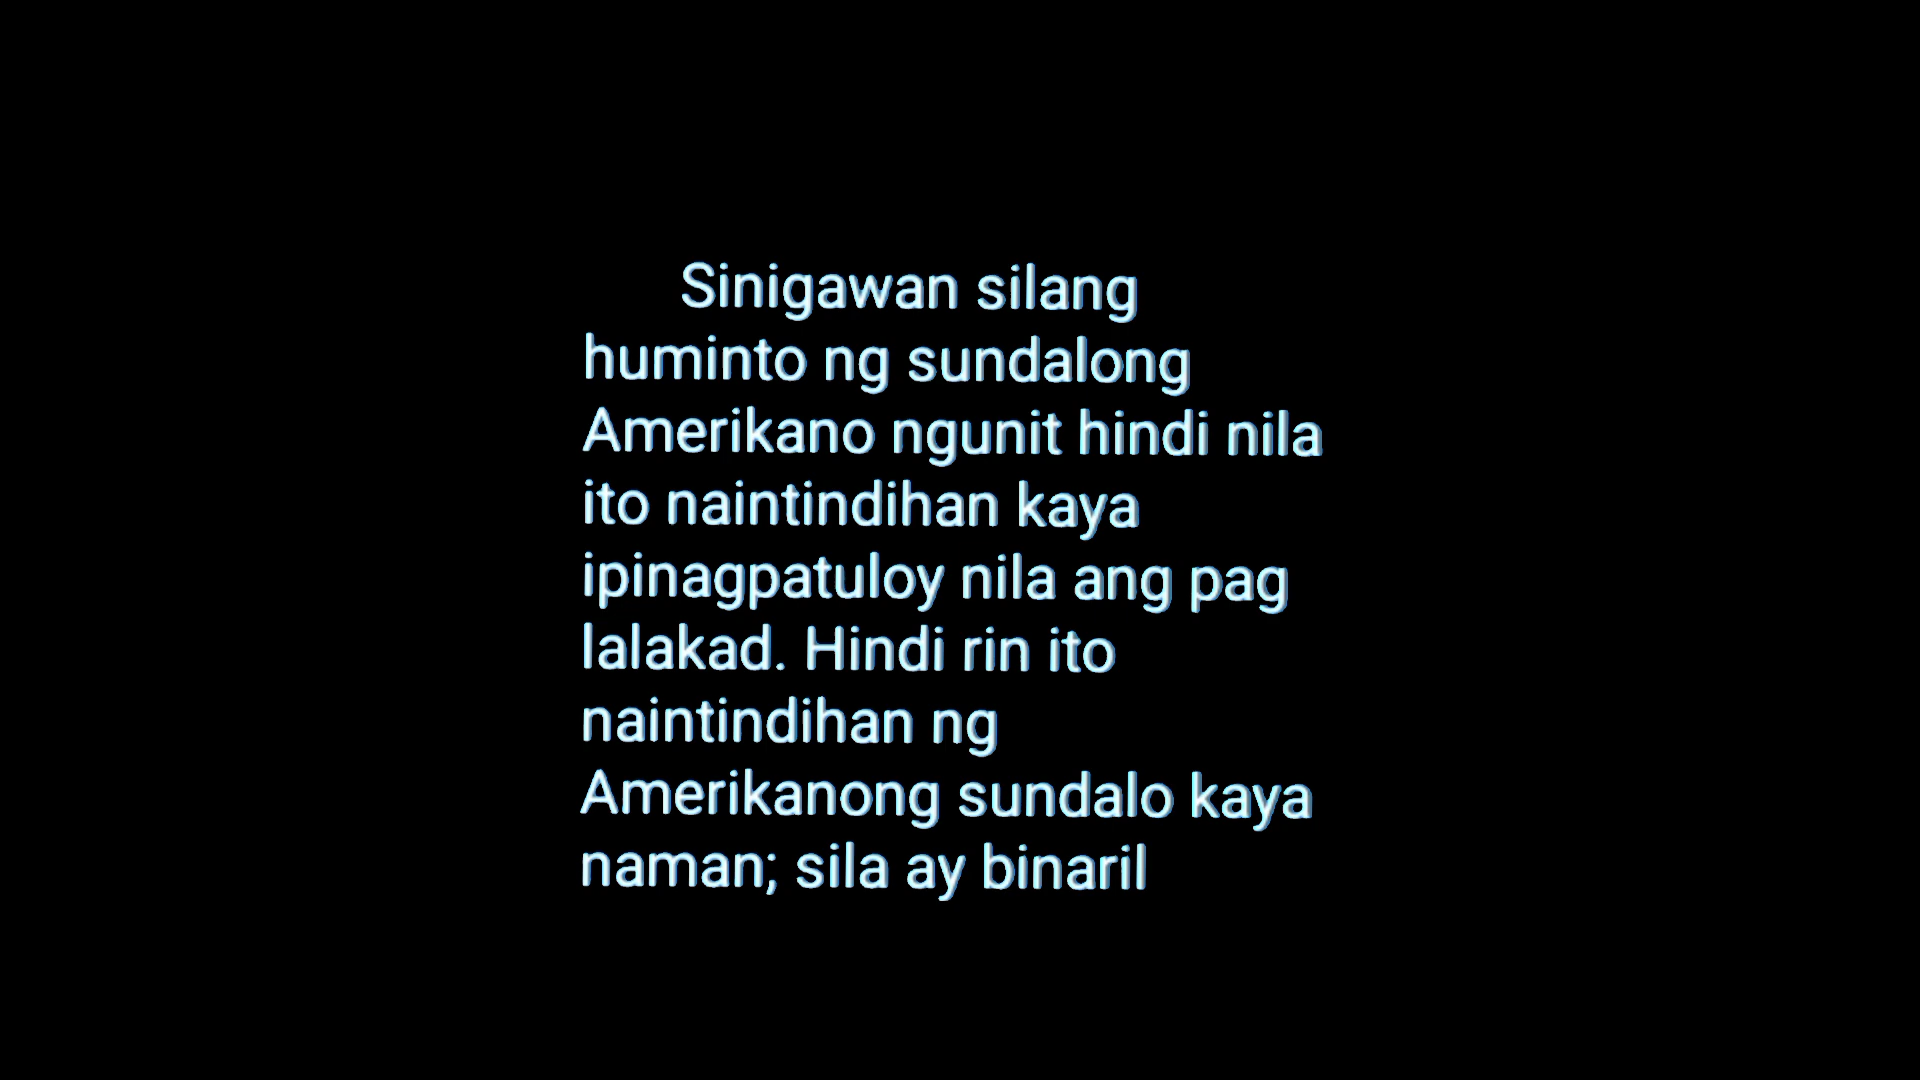 Sinigawan silang
huminto ng sundalong
Amerikano ngunit hindi nila
ito naintindihan kaya
ipinagpatuloy nila ang pag
lalakad. Hindi rin ito
naintindihan ng
Amerikanong sundalo kaya
naman; sila ay binaril